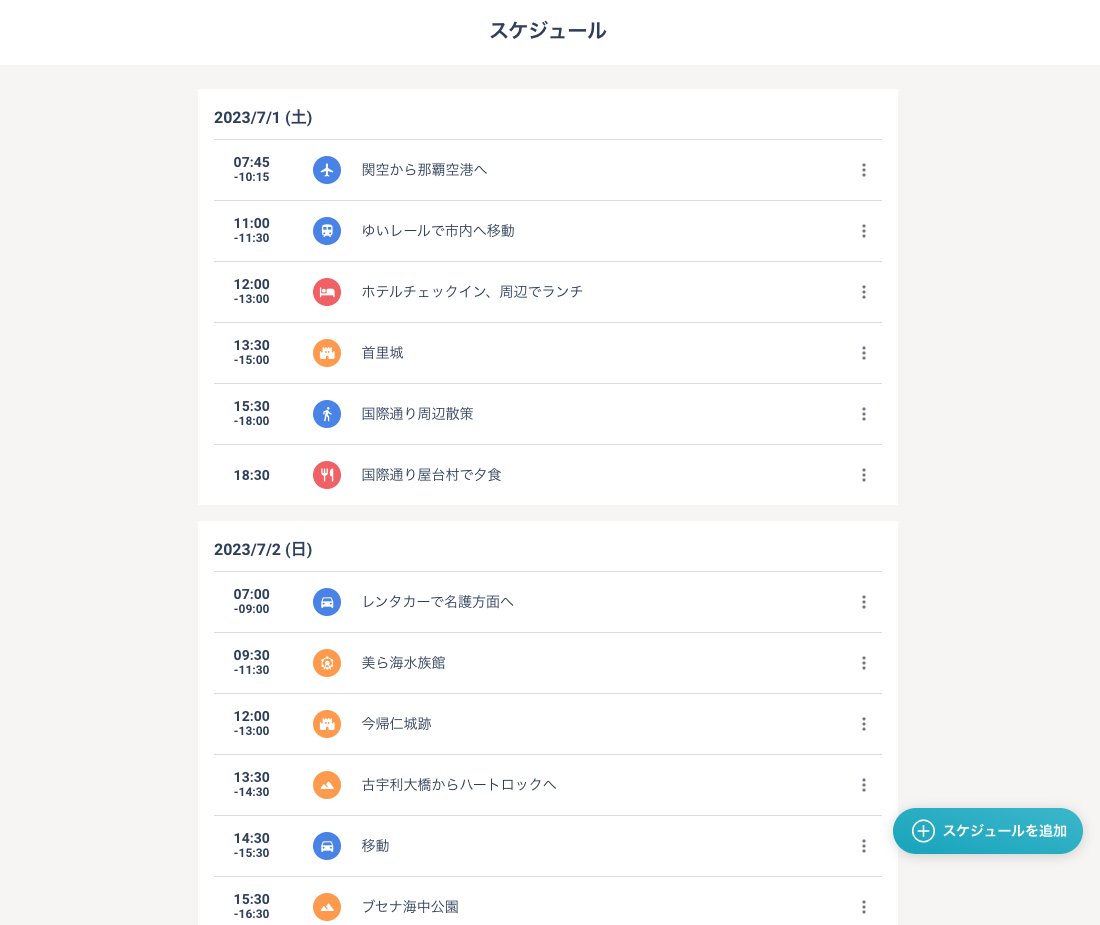 スケジュール
2023/7/1 (土)
07:45
-10:15
関空から那覇空港へ
11:00
-11:30
ゆいレールで市内へ移動
12:00
-13:00
ホテルチェックイン、周辺でランチ
13:30
-15:00
首里城
15:30
-18:00
国際通り周辺散策
18:30
国際通り屋台村で夕食
2023/7/2 (日)
07:00
-09:00
レンタカーで名護方面へ
09:30
-11:30
美ら海水族館
12:00
-13:00
今帰仁城跡
13:30
-14:30
古宇利大橋からハートロックへ
14:30
-15:30
移動
スケジュールを追加
15:30
-16:30
ブセナ海中公園